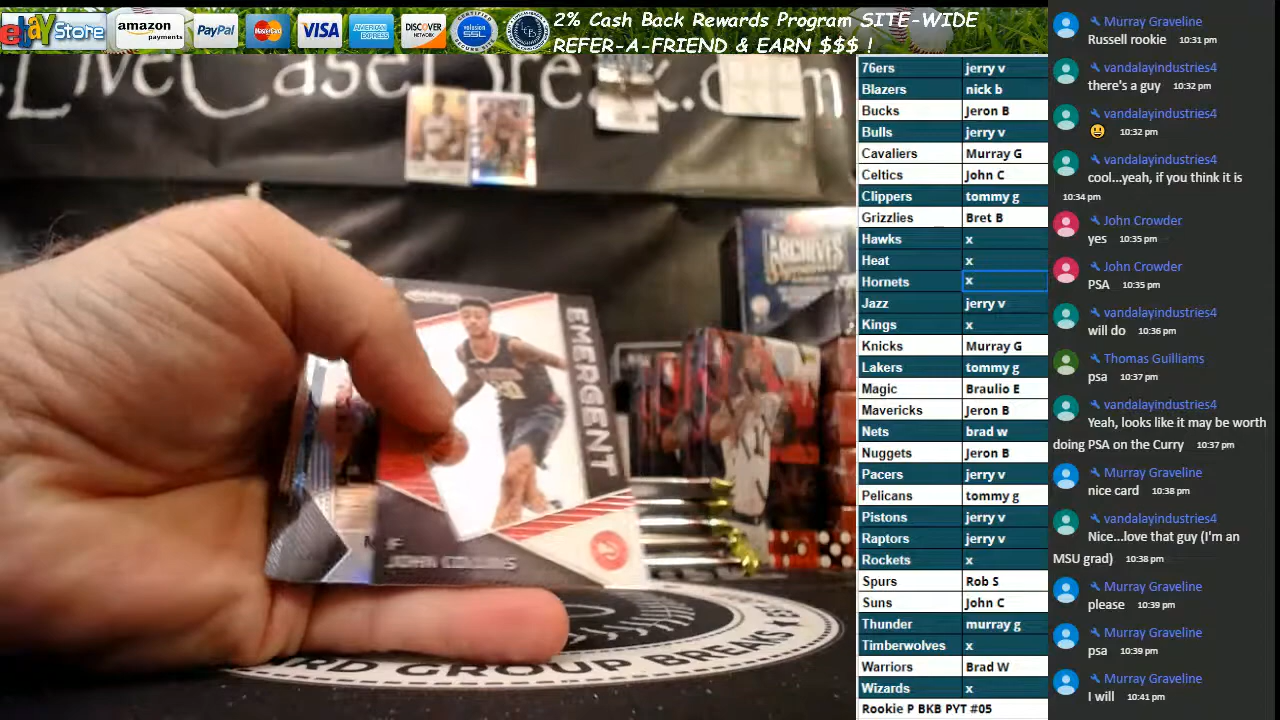 ebay Store
amazon payments
PayPal
MasterCard
VISA
AMERICAN EXPRESS
DISCOVER
SSL
CB
2% Cash Back Rewards Program SITE-WIDE
REFER-A-FRIEND & EARN $$$ !
.LiveCaseBreak.com
ARCHIVES
EMERGENT
JOHN COLLINS
RD GROUP BREAKS
76ers jerry v
Blazers nick b
Bucks Jeron B
Bulls jerry v
Cavaliers Murray G
Celtics John C
Clippers tommy g
Grizzlies Bret B
Hawks x
Heat x
Hornets x
Jazz jerry v
Kings x
Knicks Murray G
Lakers tommy g
Magic Braulio E
Mavericks Jeron B
Nets brad w
Nuggets Jeron B
Pacers jerry v
Pelicans tommy g
Pistons jerry v
Raptors jerry v
Rockets x
Spurs Rob S
Suns John C
Thunder murray g
Timberwolves x
Warriors Brad W
Wizards x
Rookie P BKB PYT #05
Murray Graveline
Russell rookie 10:31 pm
vandalayindustries4
there's a guy 10:32 pm
vandalayindustries4
10:32 pm
vandalayindustries4
cool...yeah, if you think it is
10:34 pm
John Crowder
yes 10:35 pm
John Crowder
PSA 10:35 pm
vandalayindustries4
will do 10:36 pm
Thomas Guilliams
psa 10:37 pm
vandalayindustries4
Yeah, looks like it may be worth
doing PSA on the Curry 10:37 pm
Murray Graveline
nice card 10:38 pm
vandalayindustries4
Nice...love that guy (I'm an
MSU grad) 10:38 pm
Murray Graveline
please 10:39 pm
Murray Graveline
psa 10:39 pm
Murray Graveline
I will 10:41 pm